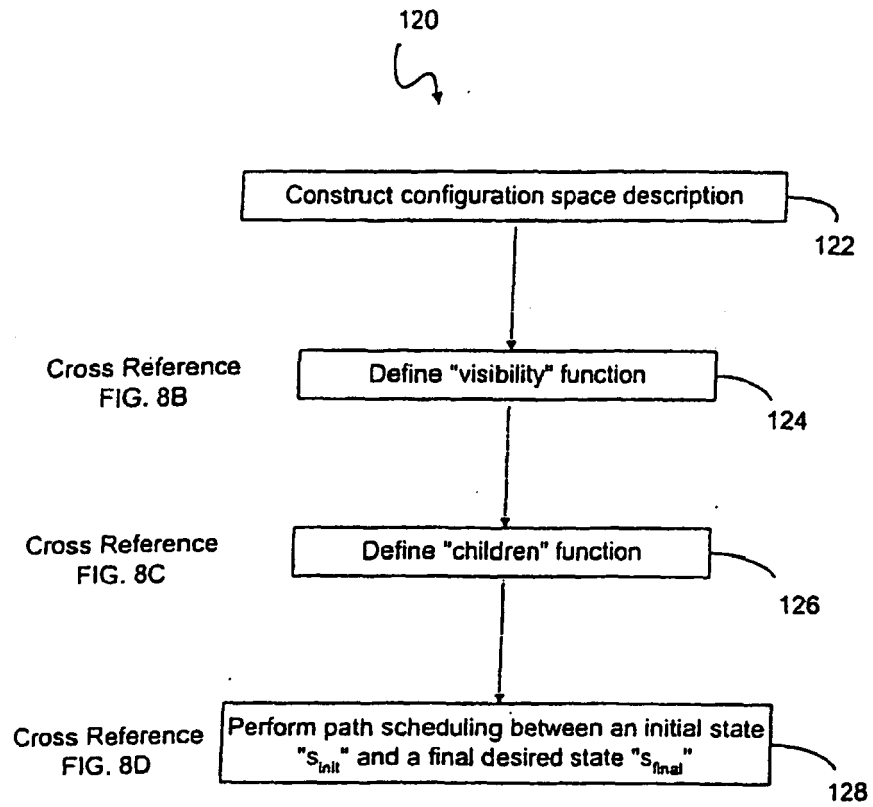 120
Construct configuration space description
122
Cross Reference
FIG. 8B
Define "visibility" function
124
Cross Reference
FIG. 8C
Define "children" function
126
Cross Reference
FIG. 8D
Perform path scheduling between an initial state
"s_init" and a final desired state "s_final"
128